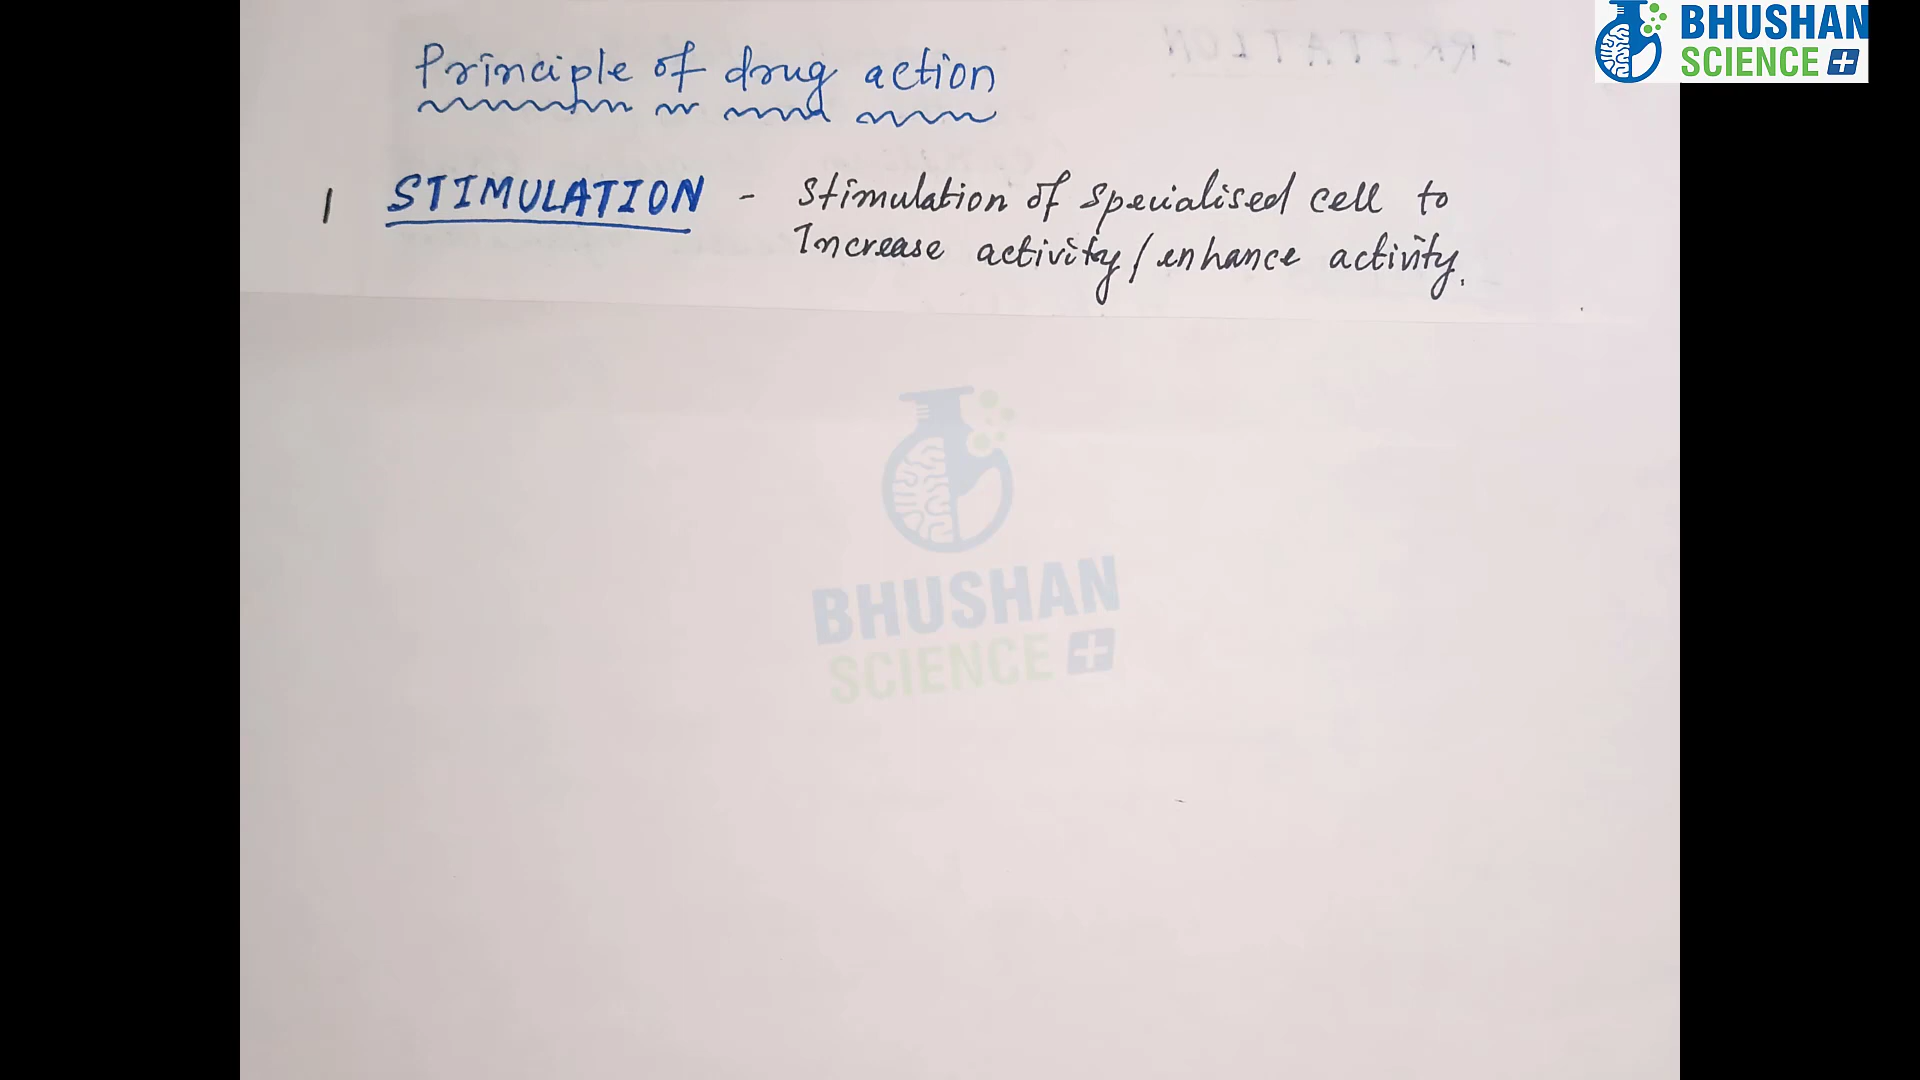 BHUSHAN
SCIENCE
Principle of drug action
1 STIMULATION - Stimulation of specialised cell to
Increase activity/enhance activity.
BHUSHAN
SCIENCE